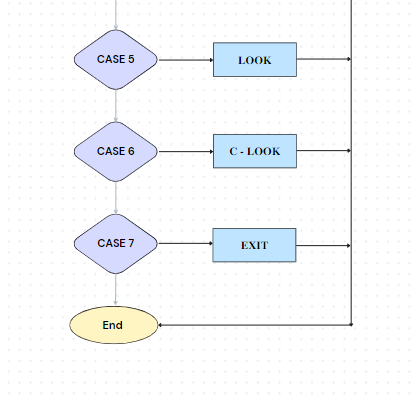 CASE 5
LOOK
CASE 6
C - LOOK
CASE 7
EXIT
End